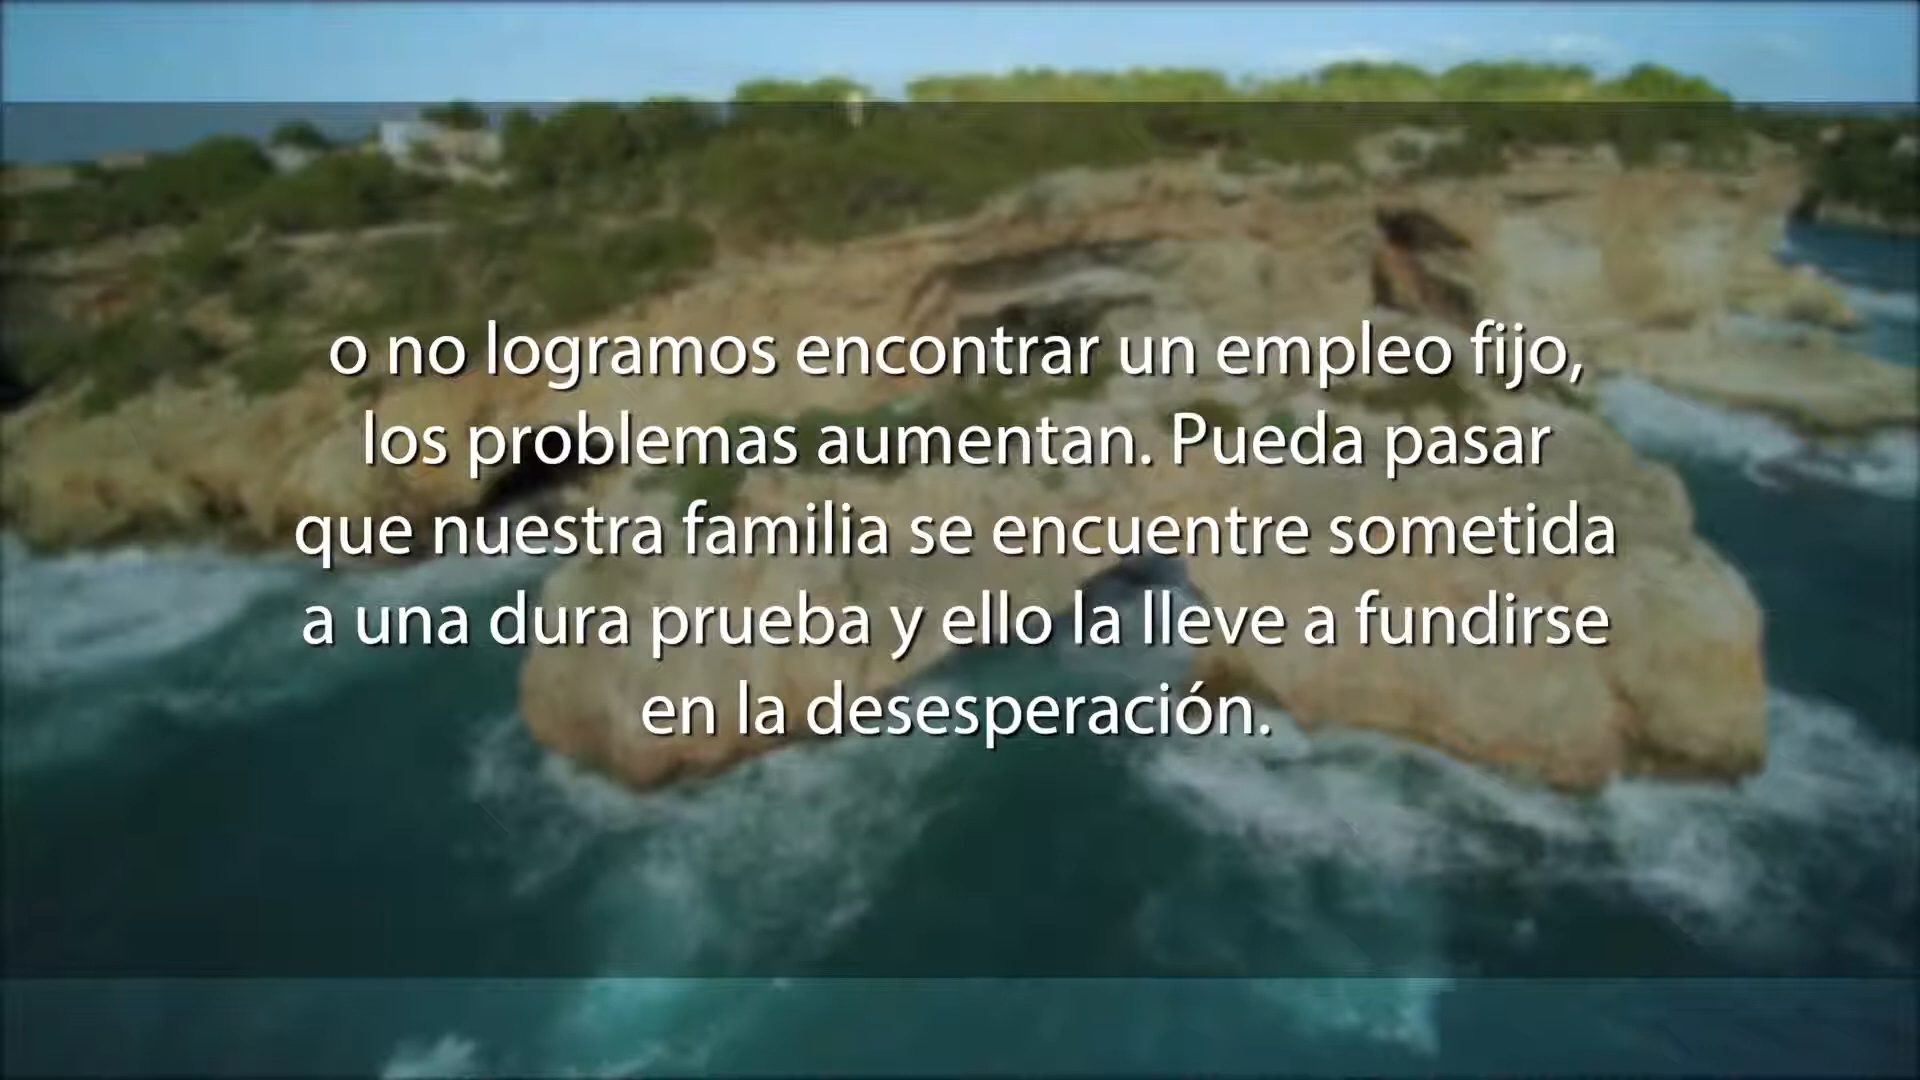 o no logramos encontrar un empleo fijo,
los problemas aumentan. Pueda pasar
que nuestra familia se encuentre sometida
a una dura prueba y ello la lleve a fundirse
en la desesperación.